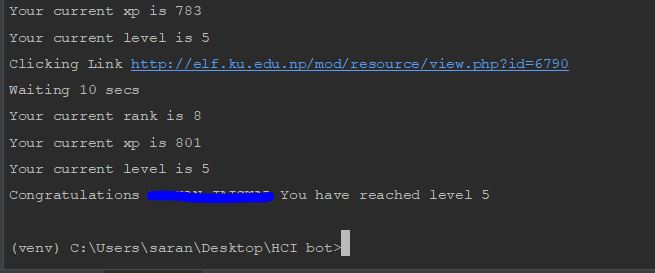 Your current xp is 783
Your current level is 5
Clicking Link http://elf.ku.edu.np/mod/resource/view.php?id=6790
Waiting 10 secs
Your current rank is 8
Your current xp is 801
Your current level is 5
Congratulations You have reached level 5
(venv) C:\Users\saran\Desktop\HCI bot>